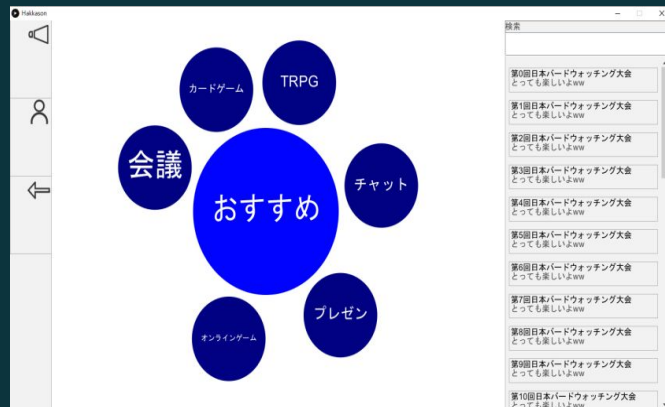 Hakkason
検索
カードゲーム
TRPG
会議
おすすめ
チャット
プレゼン
オンラインゲーム
第0回日本バードウォッチング大会
とっても楽しいよww
第1回日本バードウォッチング大会
とっても楽しいよww
第2回日本バードウォッチング大会
とっても楽しいよww
第3回日本バードウォッチング大会
とっても楽しいよww
第4回日本バードウォッチング大会
とっても楽しいよww
第5回日本バードウォッチング大会
とっても楽しいよww
第6回日本バードウォッチング大会
とっても楽しいよww
第7回日本バードウォッチング大会
とっても楽しいよww
第8回日本バードウォッチング大会
とっても楽しいよww
第9回日本バードウォッチング大会
とっても楽しいよww
第10回日本バードウォッチング大会
とっても楽しいよww